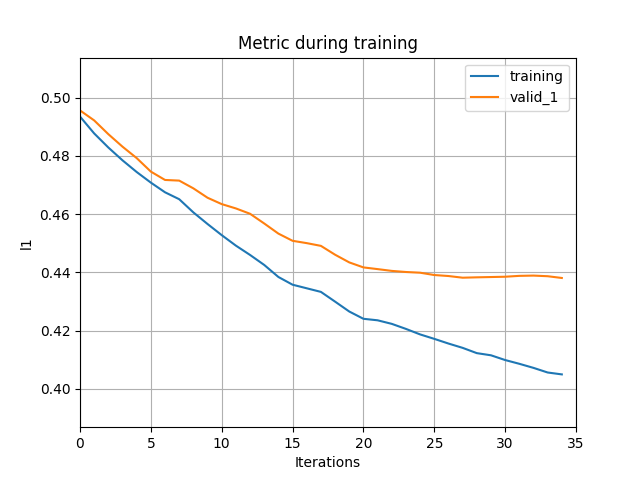 Metric during training
training
valid_1
0.50
0.48
0.46
0.44
0.42
0.40
l1
0 5 10 15 20 25 30 35
Iterations